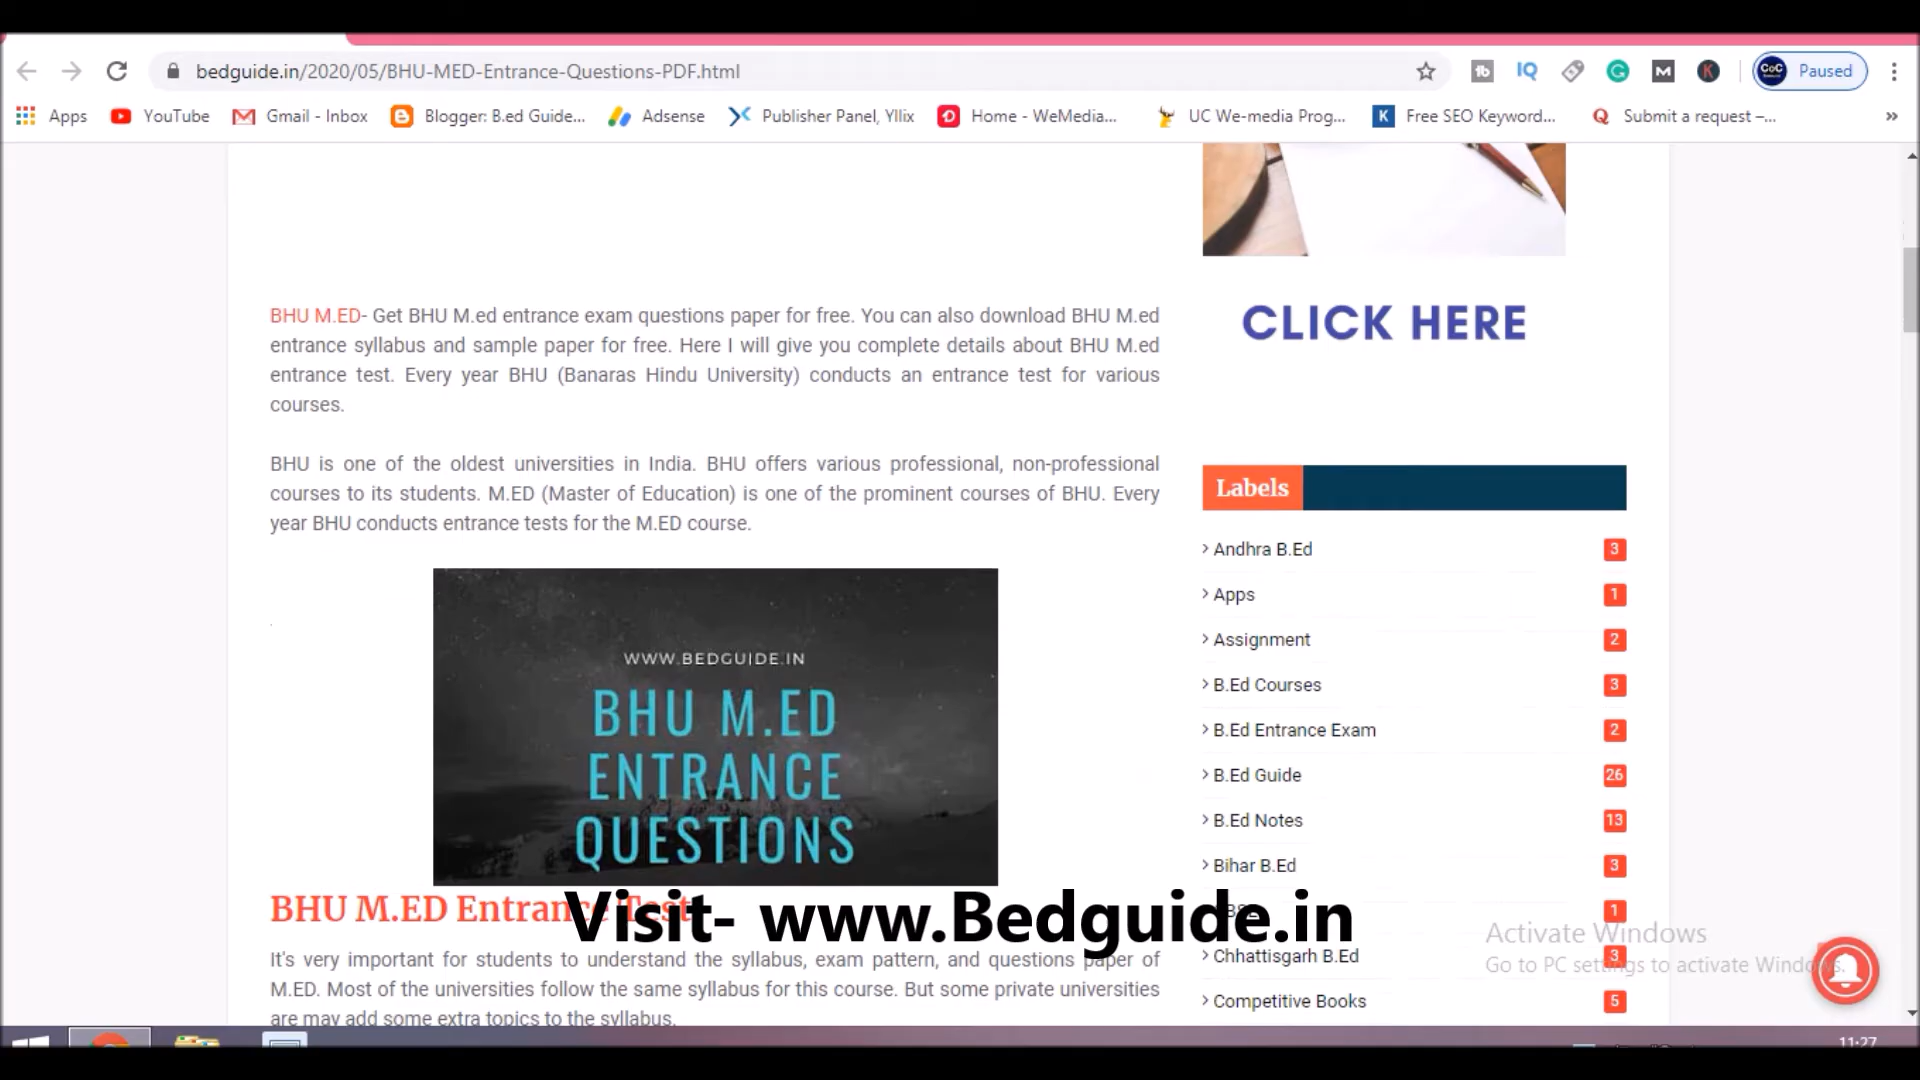 bedguide.in/2020/05/BHU-MED-Entrance-Questions-PDF.html
Paused
Apps YouTube Gmail - Inbox Blogger: B.ed Guide... Adsense Publisher Panel, Yllix Home - WeMedia... UC We-media Prog... Free SEO Keyword... Submit a request –... »
BHU M.ED- Get BHU M.ed entrance exam questions paper for free. You can also download BHU M.ed
entrance syllabus and sample paper for free. Here I will give you complete details about BHU M.ed
entrance test. Every year BHU (Banaras Hindu University) conducts an entrance test for various
courses.
BHU is one of the oldest universities in India. BHU offers various professional, non-professional
courses to its students. M.ED (Master of Education) is one of the prominent courses of BHU. Every
year BHU conducts entrance tests for the M.ED course.
WWW.BEDGUIDE.IN
BHU M.ED
ENTRANCE
QUESTIONS
BHU M.ED Entrance Test
Visit- www.Bedguide.in
It's very important for students to understand the syllabus, exam pattern, and questions paper of
M.ED. Most of the universities follow the same syllabus for this course. But some private universities
are may add some extra topics to the syllabus.
CLICK HERE
Labels
Andhra B.Ed 3
Apps 1
Assignment 2
B.Ed Courses 3
B.Ed Entrance Exam 2
B.Ed Guide 26
B.Ed Notes 13
Bihar B.Ed 3
1
Chhattisgarh B.Ed 3
Competitive Books 5
Activate Windows
Go to PC settings to activate Windows.
11:27